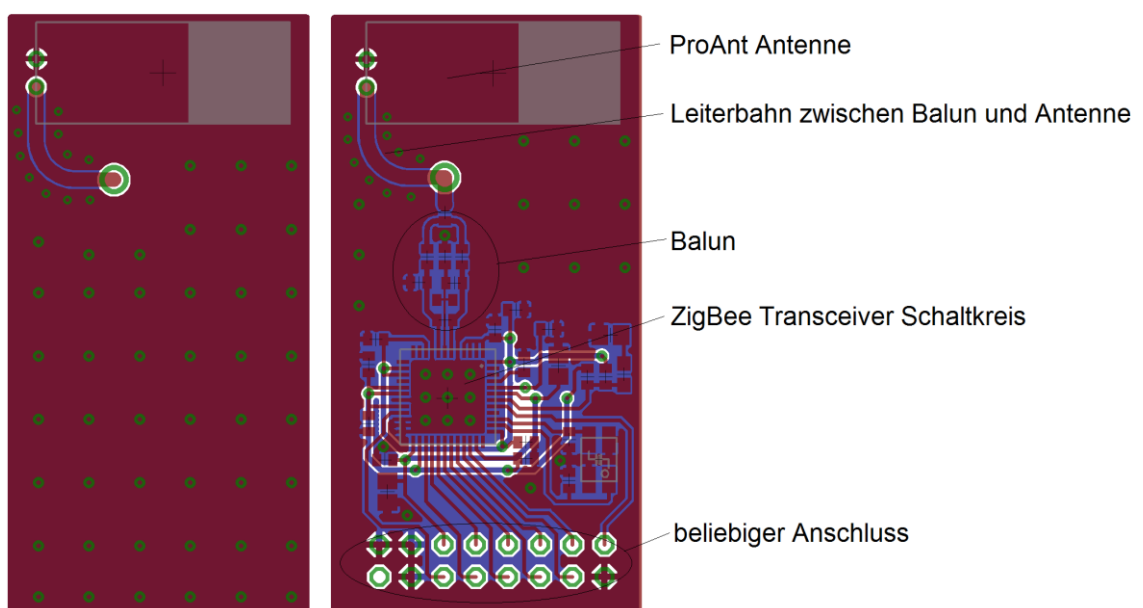 ProAnt Antenne
Leiterbahn zwischen Balun und Antenne
Balun
ZigBee Transceiver Schaltkreis
beliebiger Anschluss